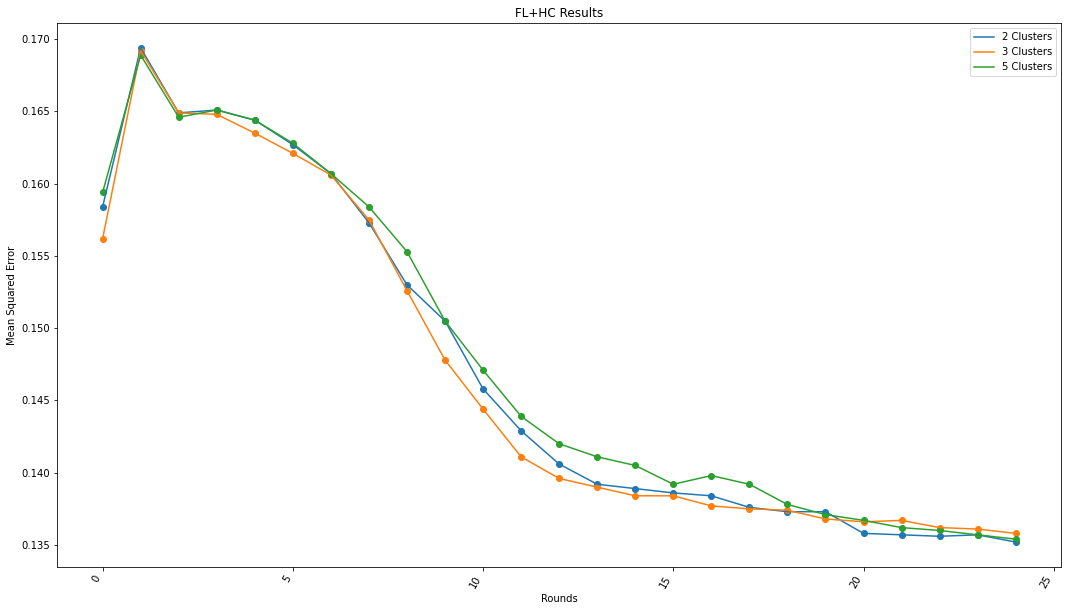 FL+HC Results
2 Clusters
3 Clusters
5 Clusters
Mean Squared Error
0.170
0.165
0.160
0.155
0.150
0.145
0.140
0.135
0
5
10
15
20
25
Rounds